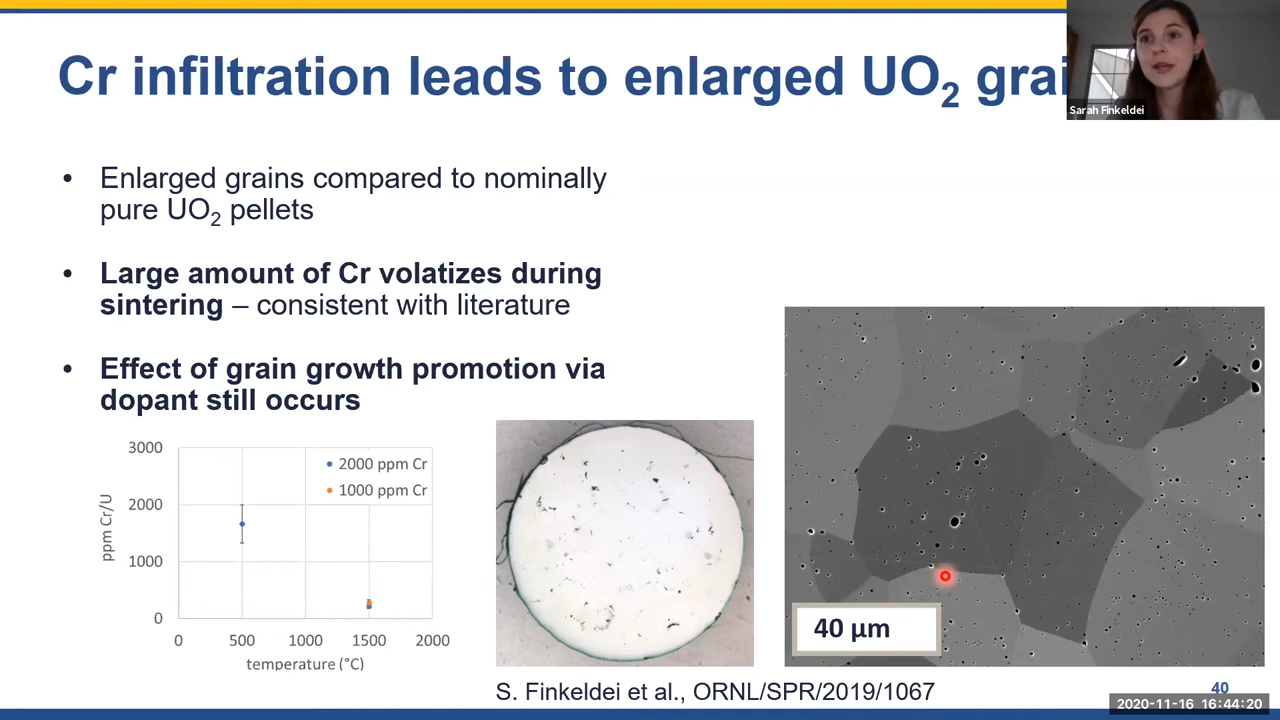 Cr infiltration leads to enlarged UO₂ grai
Sarah Finkeldei
• Enlarged grains compared to nominally
pure UO₂ pellets
• Large amount of Cr volatizes during
sintering – consistent with literature
• Effect of grain growth promotion via
dopant still occurs
3000
2000
1000
0
ppm Cr/U
2000 ppm Cr
1000 ppm Cr
0 500 1000 1500 2000
temperature (°C)
40 µm
S. Finkeldei et al., ORNL/SPR/2019/1067
40
2020-11-16 16:44:20